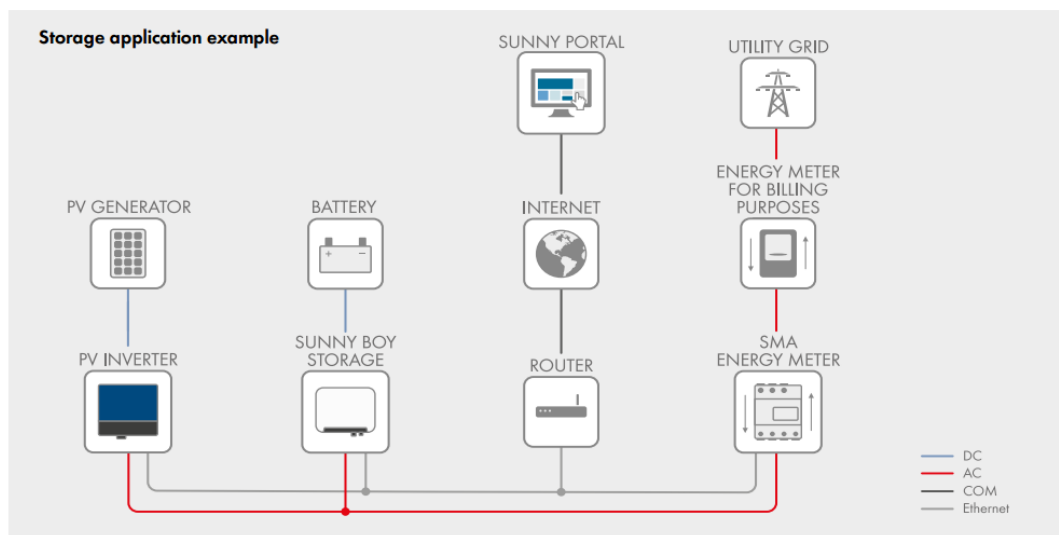 Storage application example
SUNNY PORTAL
UTILITY GRID
ENERGY METER
FOR BILLING
PURPOSES
PV GENERATOR
BATTERY
INTERNET
+ −
PV INVERTER
SUNNY BOY
STORAGE
ROUTER
SMA
ENERGY METER
DC
AC
COM
Ethernet